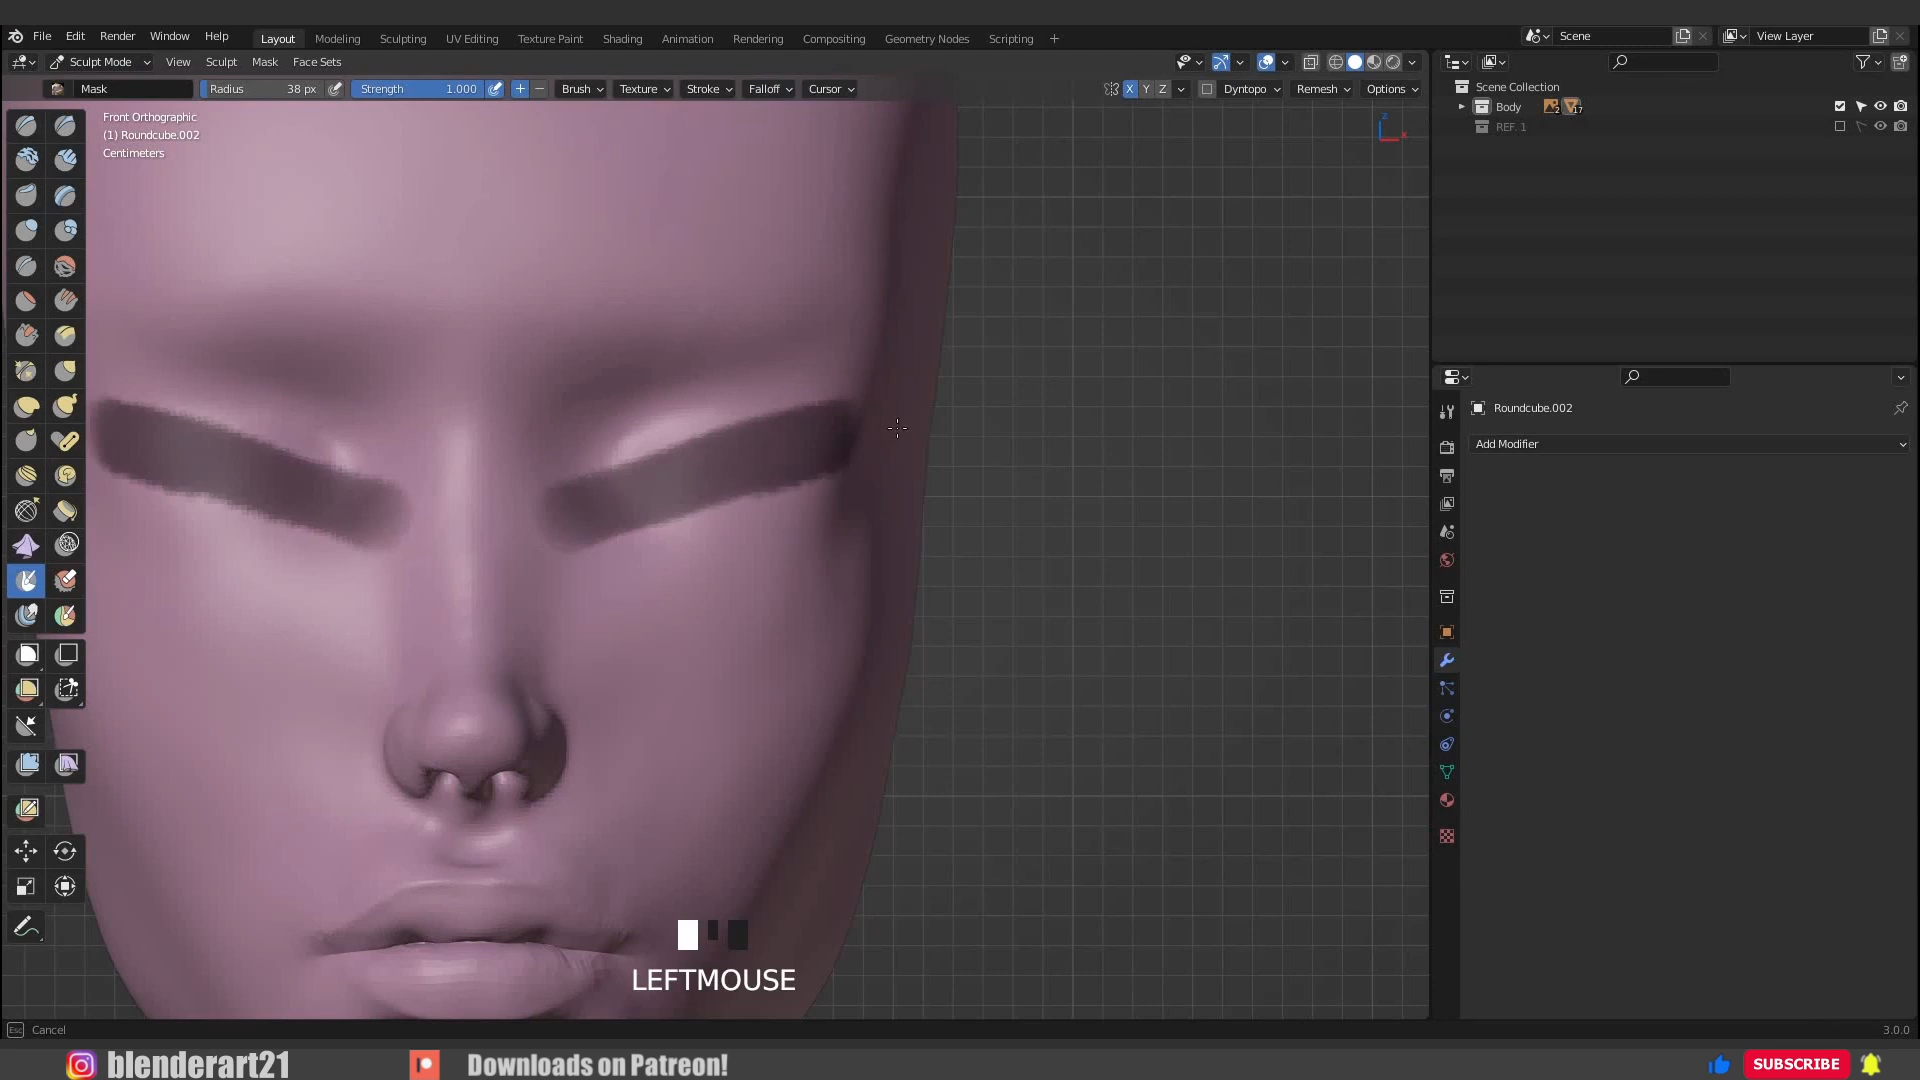 File Edit Render Window Help
Layout Modeling Sculpting UV Editing Texture Paint Shading Animation Rendering Compositing Geometry Nodes Scripting +
Scene
View Layer
Sculpt Mode View Sculpt Mask Face Sets
Mask Radius 38 px Strength 1.000 Brush Texture Stroke Falloff Cursor
X Y Z Dyntopo Remesh Options
Scene Collection
Body 2 17
REF. 1
Front Orthographic
(1) Roundcube.002
Centimeters
z
x
Roundcube.002
Add Modifier
LEFTMOUSE
Esc Cancel
3.0.0
blenderart21
Downloads on Patreon!
SUBSCRIBE